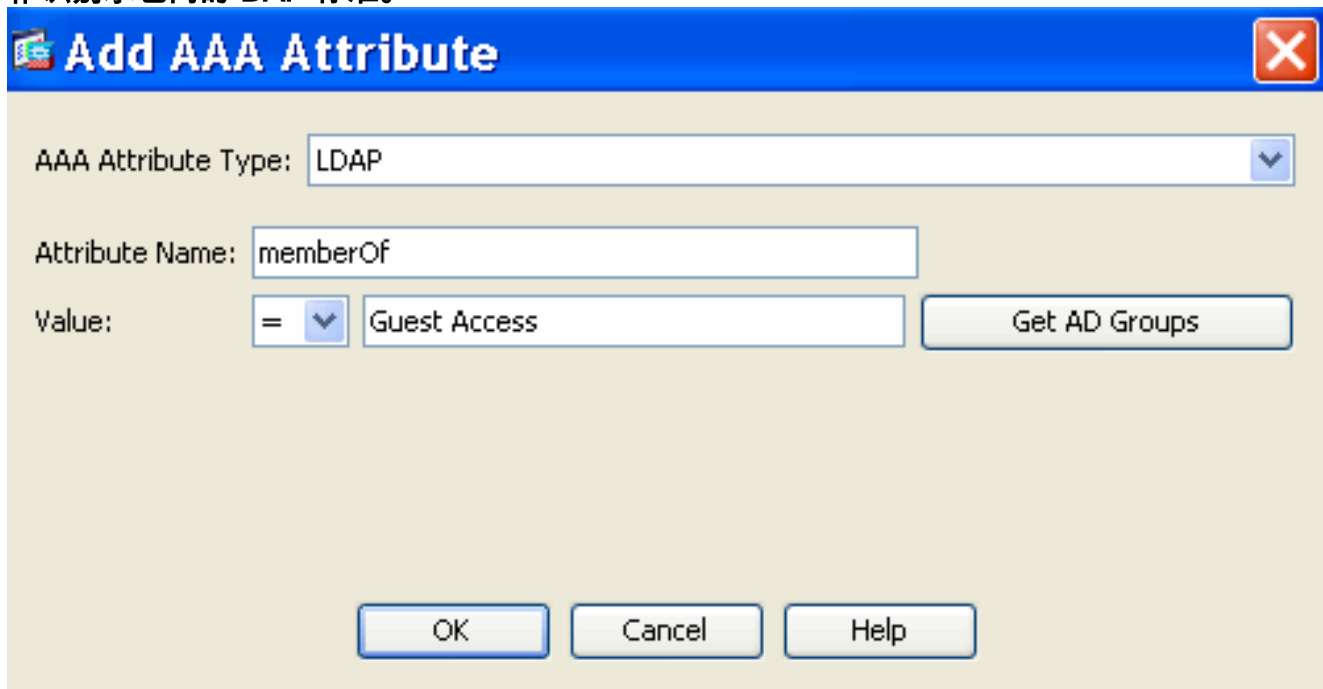 Add AAA Attribute
AAA Attribute Type: LDAP
Attribute Name: memberOf
Value: = Guest Access Get AD Groups
OK Cancel Help